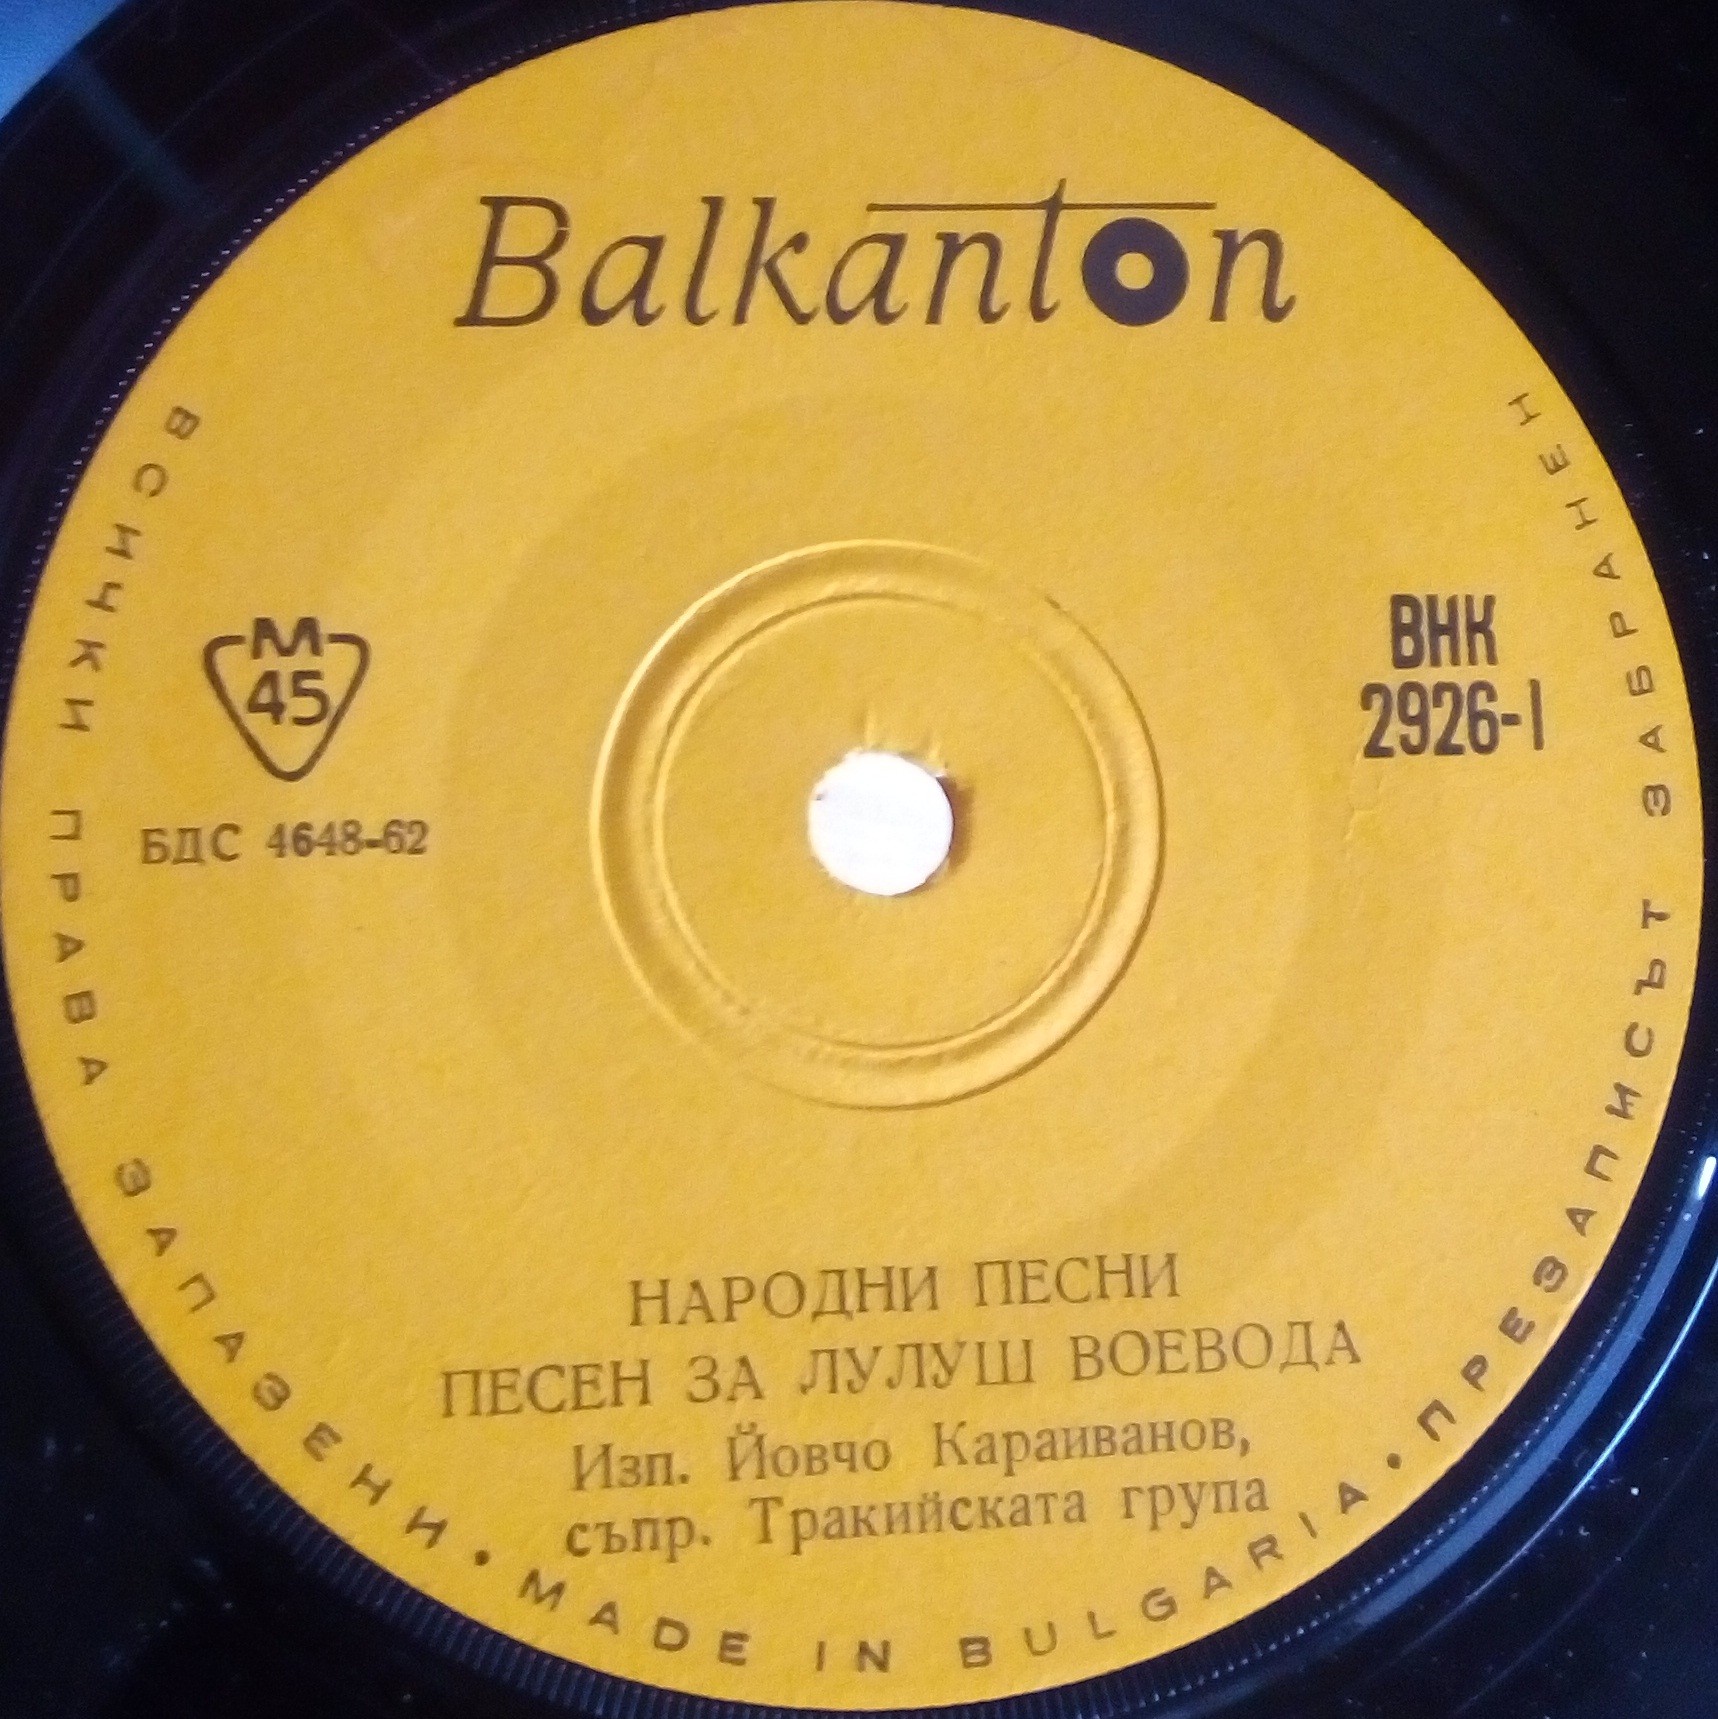 Balkanton
М
45
БДС 4648-62
ВНК
2926-I
НАРОДНИ ПЕСНИ
ПЕСЕН ЗА ЛУЛУШ ВОЕВОДА
Изп. Йовчо Караиванов,
съпр. Тракийската група
ВСИЧКИ ПРАВА ЗАПАЗЕНИ • MADE IN BULGARIA • ПРЕЗАПИСЪТ ЗАБРАНЕН